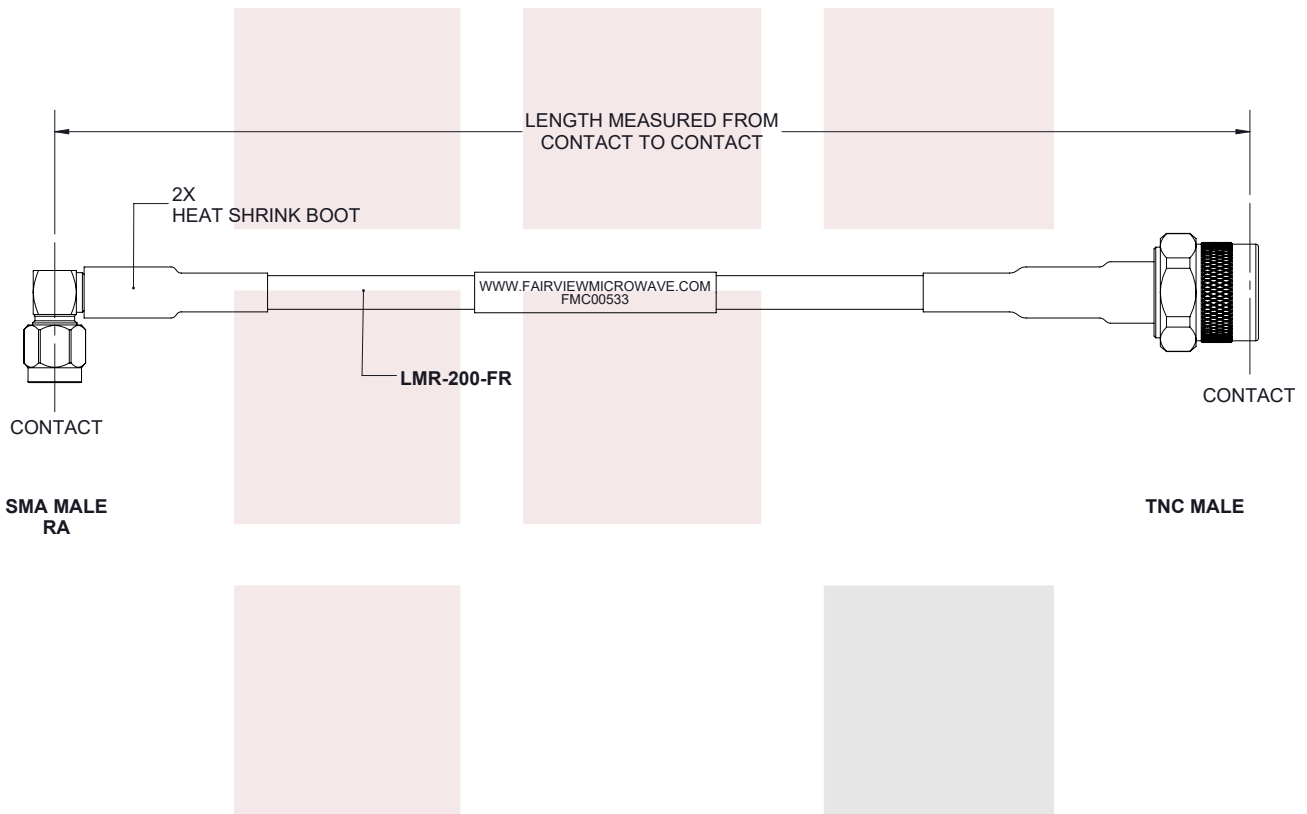 LENGTH MEASURED FROM
CONTACT TO CONTACT
2X
HEAT SHRINK BOOT
WWW.FAIRVIEWMICROWAVE.COM
FMC00533
LMR-200-FR
CONTACT
CONTACT
SMA MALE
RA
TNC MALE